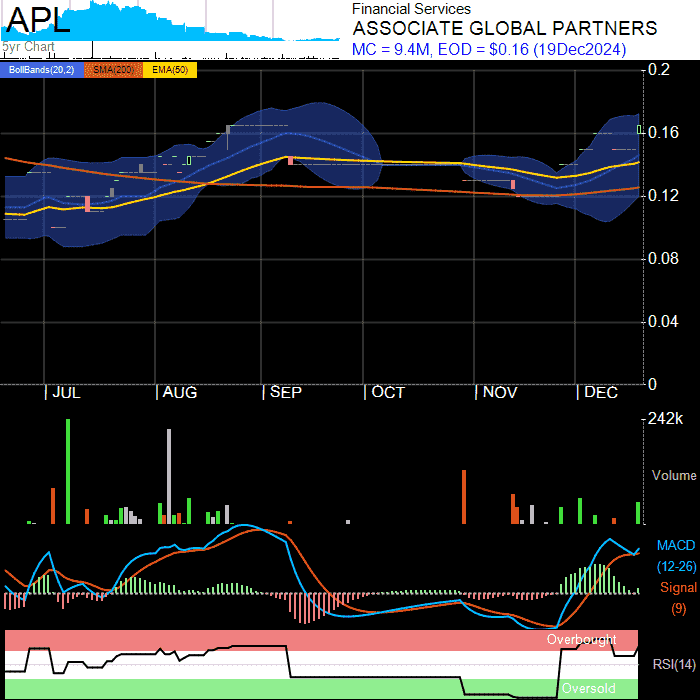 APL
5yr Chart
Financial Services
ASSOCIATE GLOBAL PARTNERS
MC = 9.4M, EOD = $0.16 (19Dec2024)
BollBands(20,2) SMA(200) EMA(50)
0.2
0.16
0.12
0.08
0.04
0
JUL AUG SEP OCT NOV DEC
242k
Volume
MACD
(12-26)
Signal
(9)
Overbought
RSI(14)
Oversold